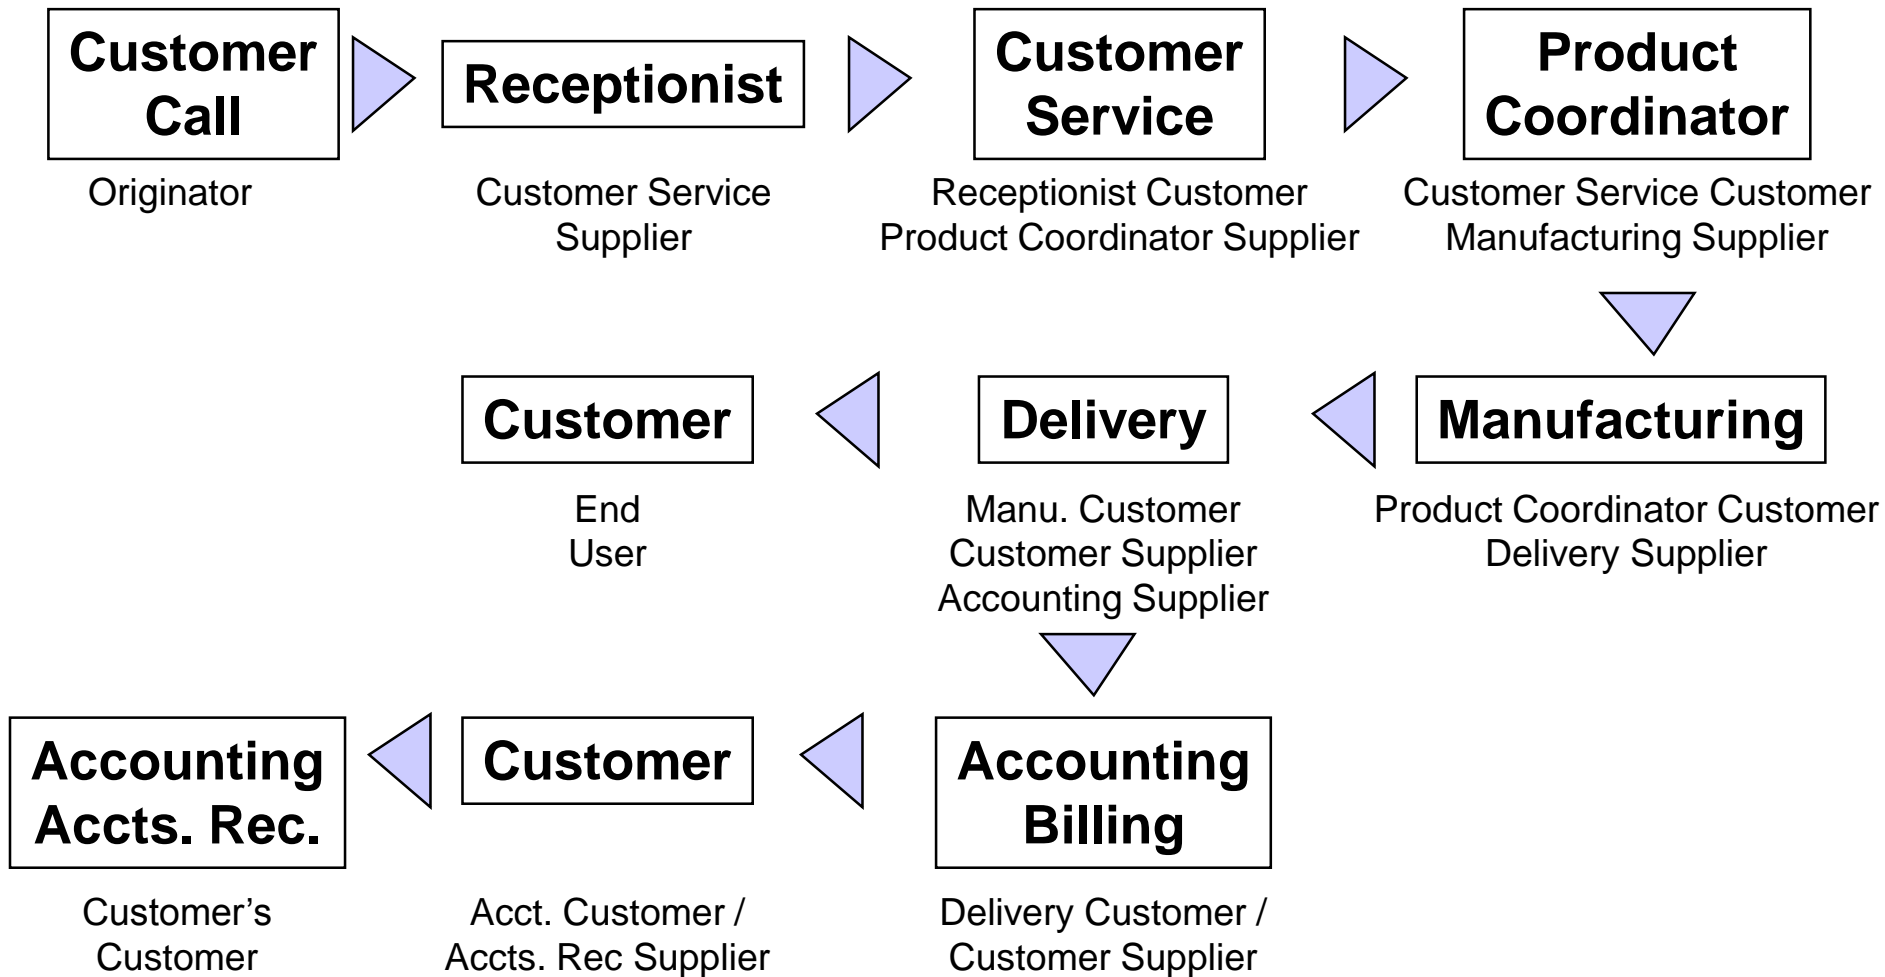 Customer
Call
Originator
Receptionist
Customer Service
Supplier
Customer
Service
Receptionist Customer
Product Coordinator Supplier
Product
Coordinator
Customer Service Customer
Manufacturing Supplier
Customer
End
User
Delivery
Manu. Customer
Customer Supplier
Accounting Supplier
Manufacturing
Product Coordinator Customer
Delivery Supplier
Accounting
Accts. Rec.
Customer’s
Customer
Customer
Acct. Customer /
Accts. Rec Supplier
Accounting
Billing
Delivery Customer /
Customer Supplier